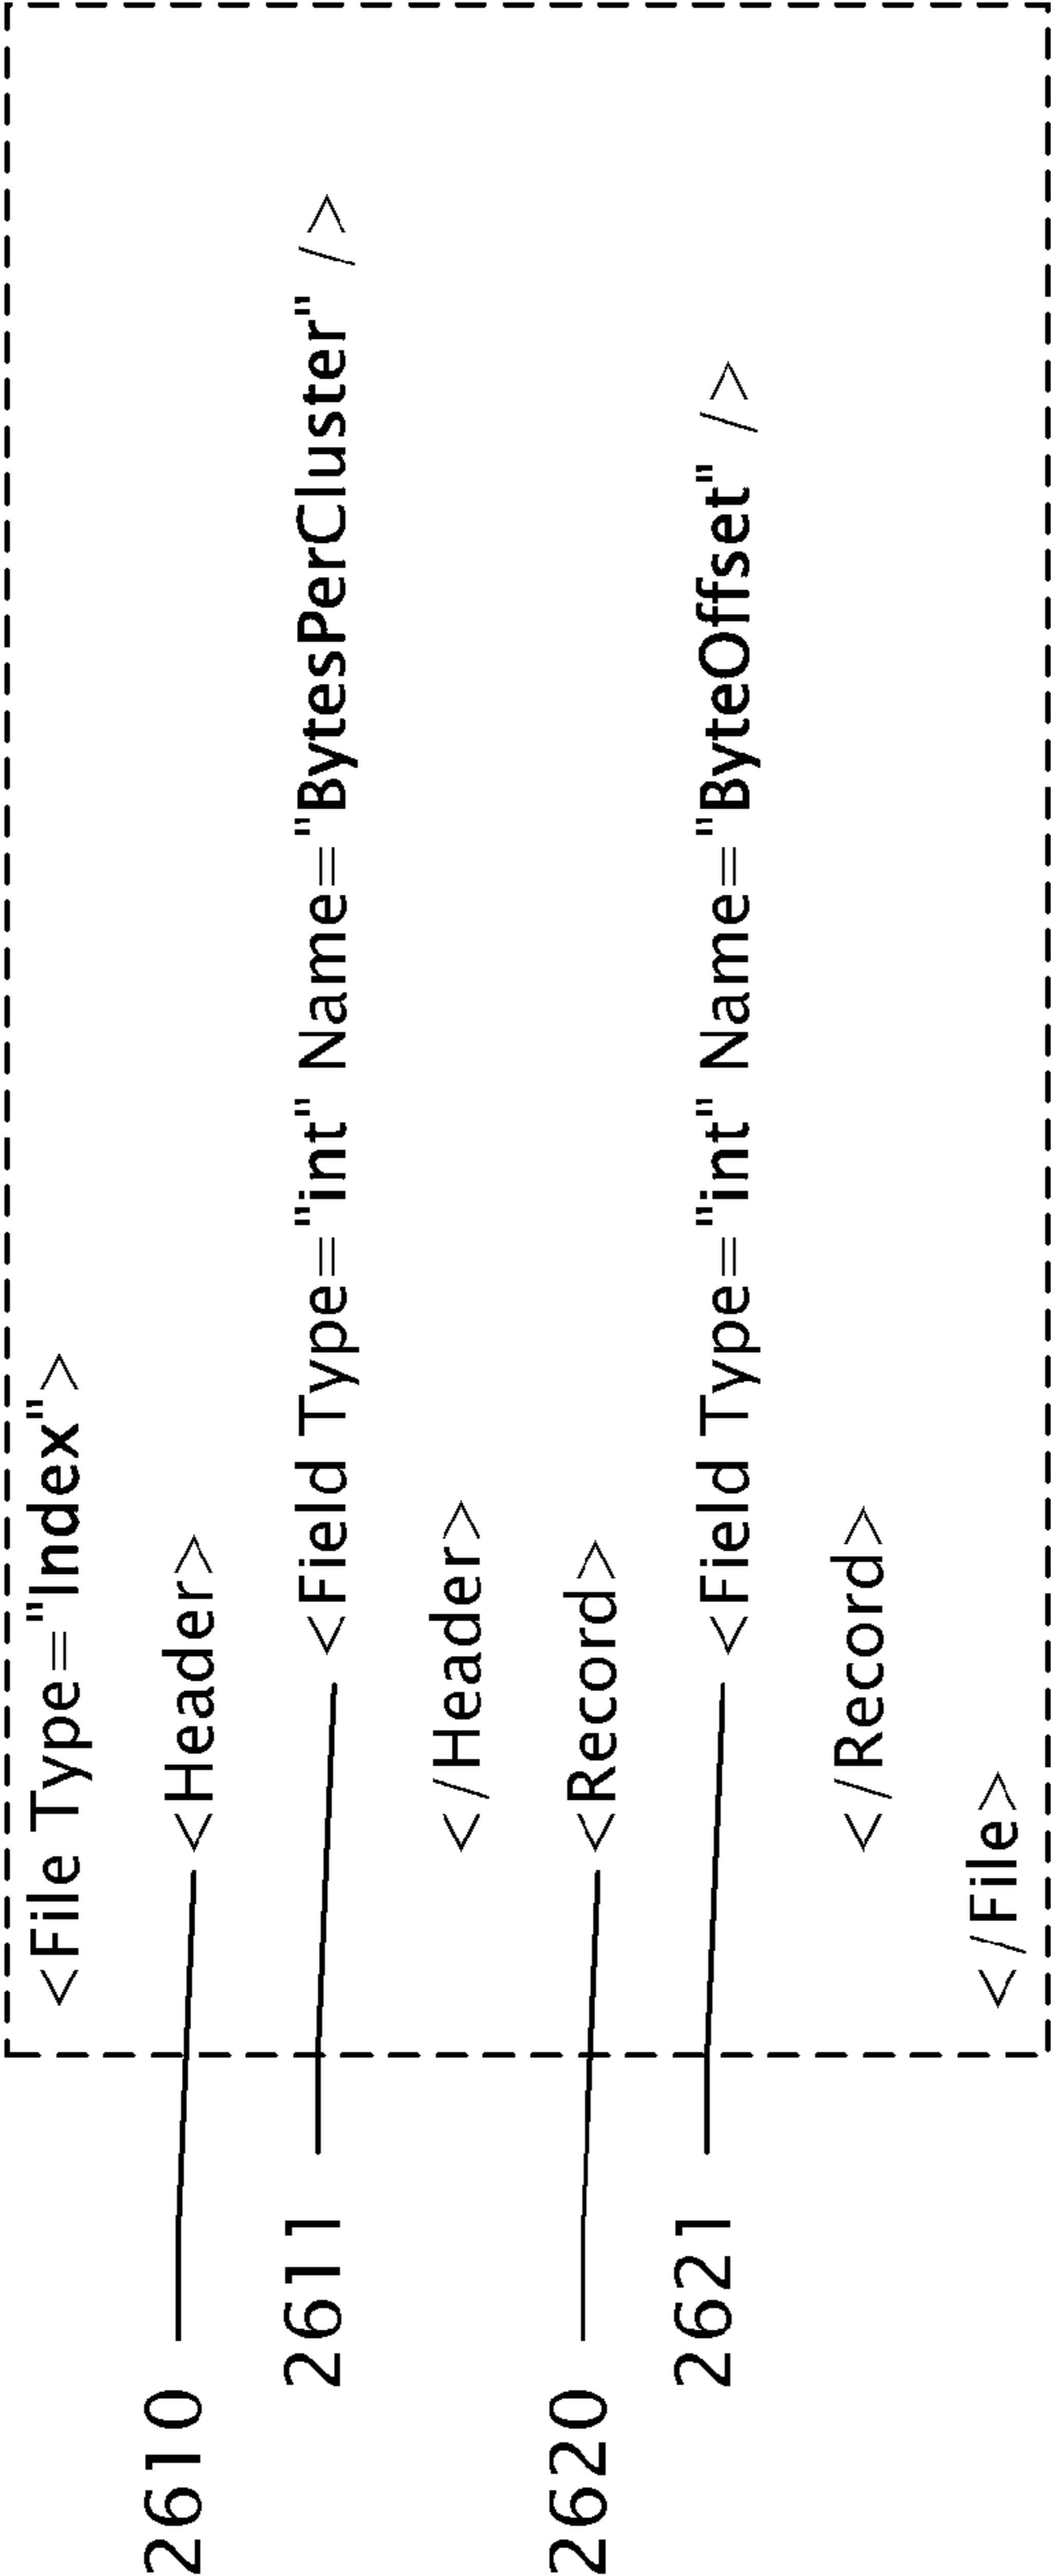 <File Type="Index">
2610 <Header>
2611 <Field Type="int" Name="BytesPerCluster" />
</Header>
2620 <Record>
2621 <Field Type="int" Name="ByteOffset" />
</Record>
</File>